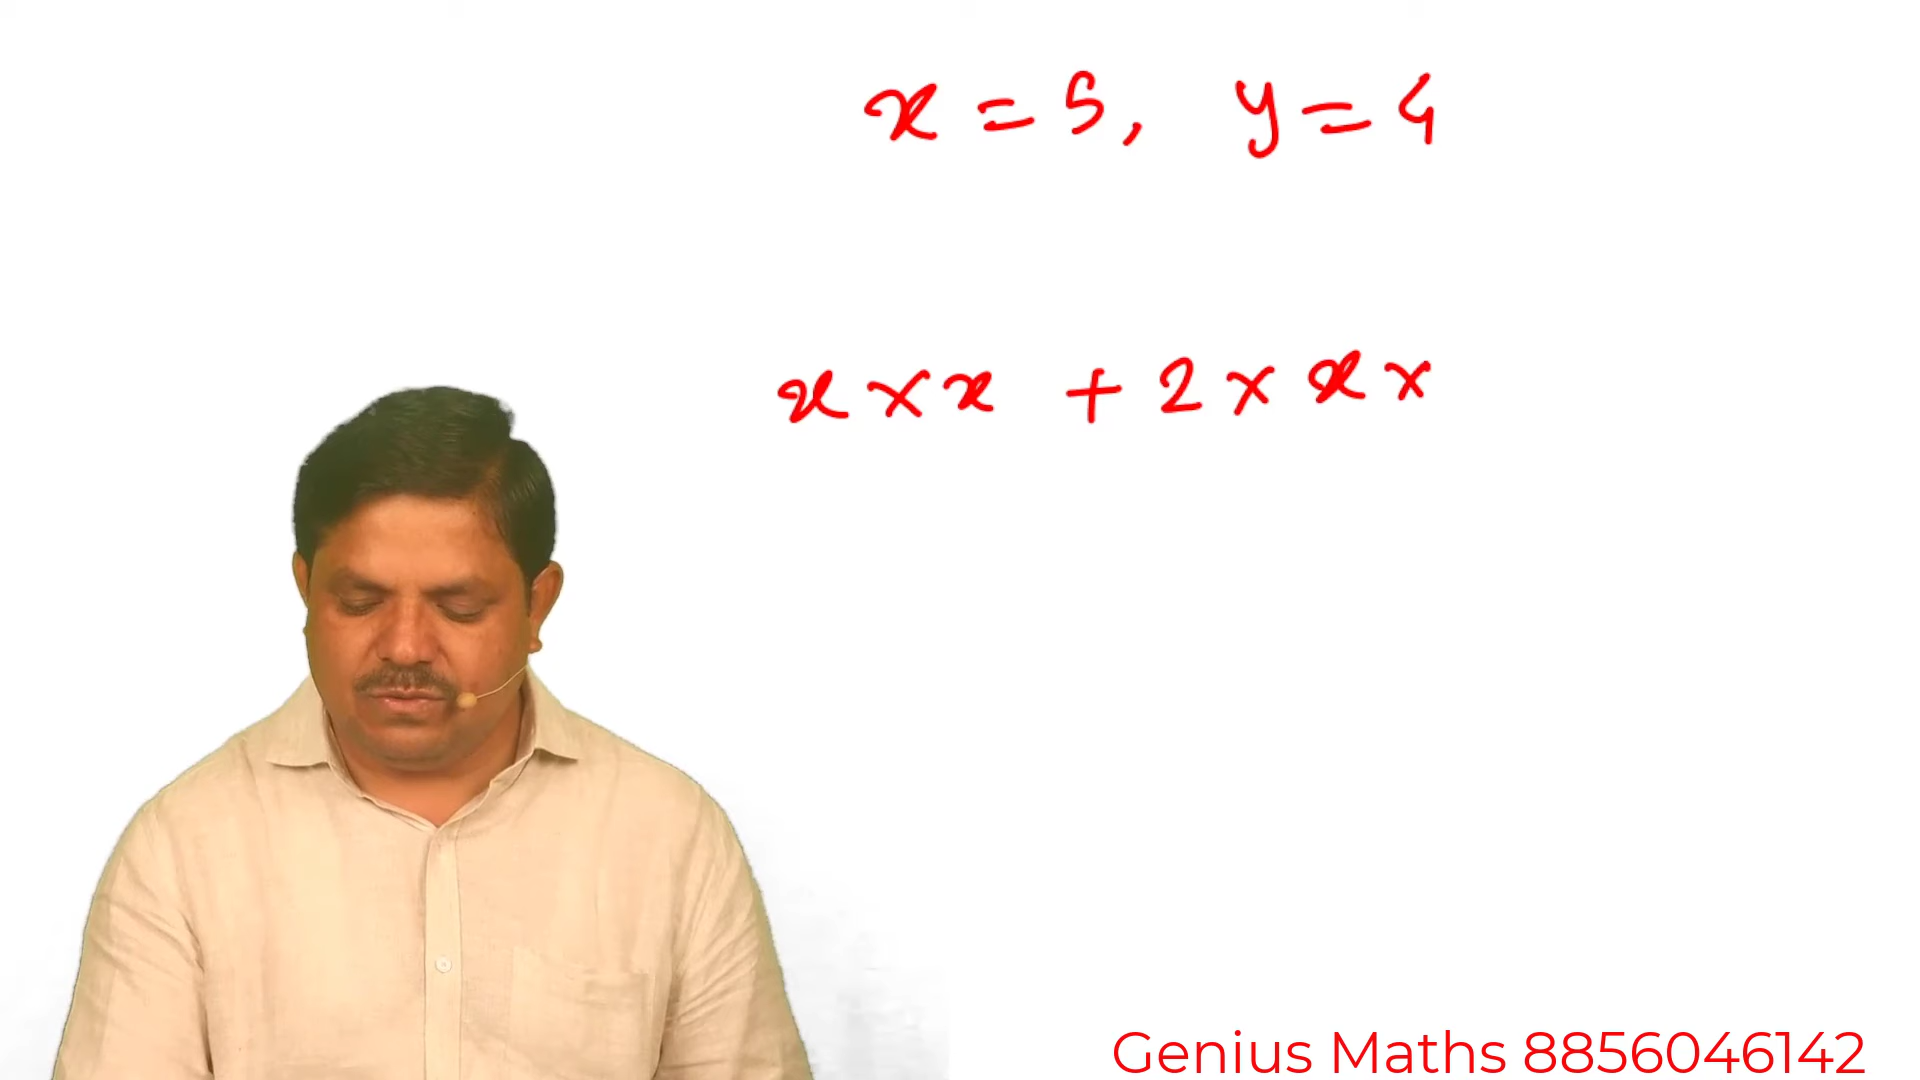 x = 5, y = 4
x × x + 2 × x ×
Genius Maths 8856046142